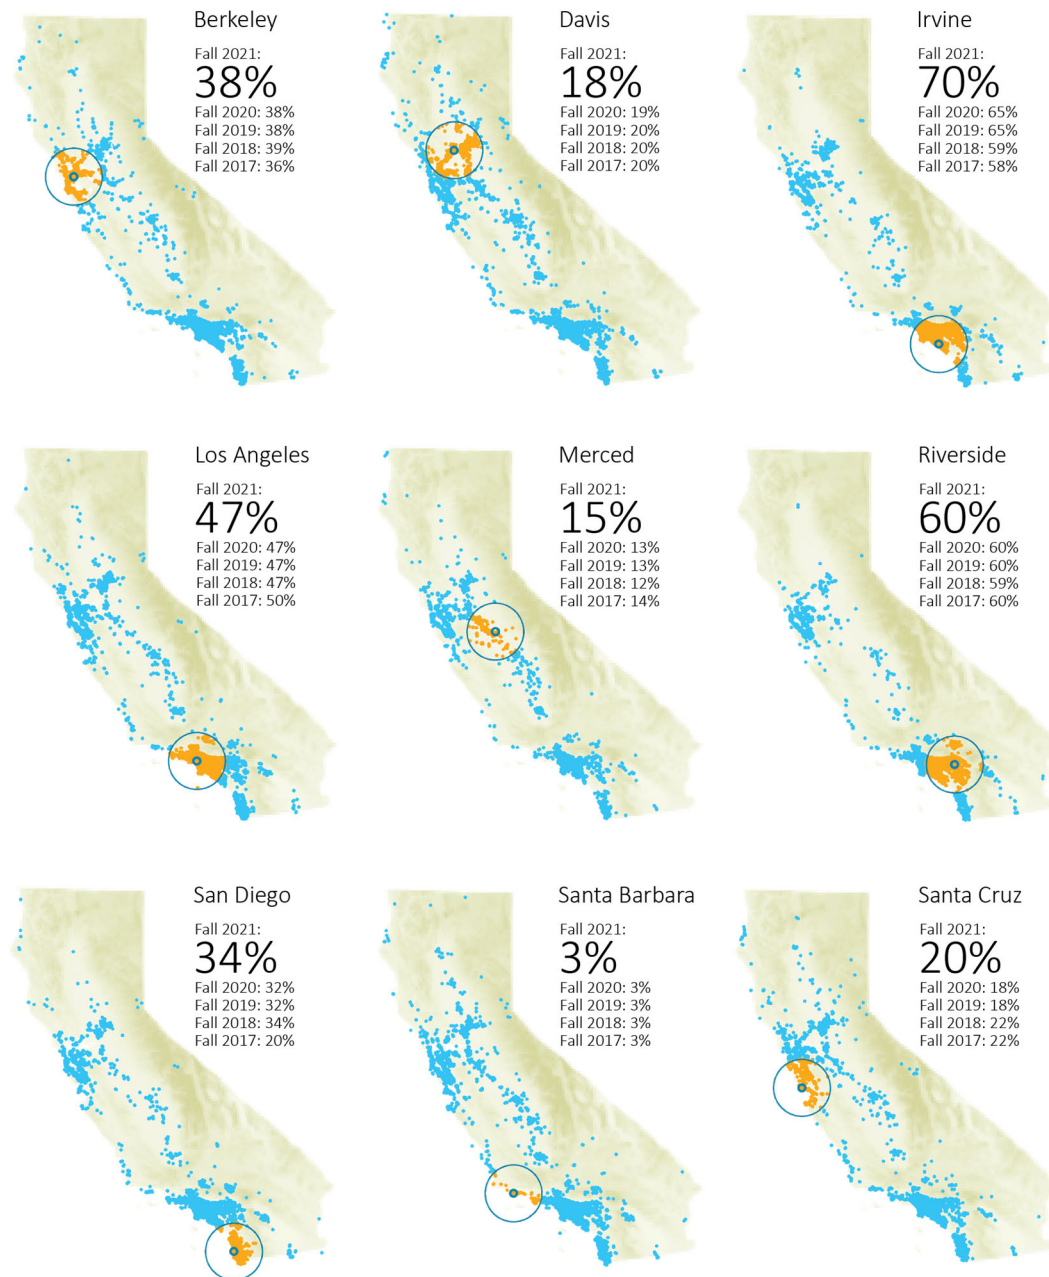 Berkeley
Fall 2021:
38%
Fall 2020: 38%
Fall 2019: 38%
Fall 2018: 39%
Fall 2017: 36%
Davis
Fall 2021:
18%
Fall 2020: 19%
Fall 2019: 20%
Fall 2018: 20%
Fall 2017: 20%
Irvine
Fall 2021:
70%
Fall 2020: 65%
Fall 2019: 65%
Fall 2018: 59%
Fall 2017: 58%
Los Angeles
Fall 2021:
47%
Fall 2020: 47%
Fall 2019: 47%
Fall 2018: 47%
Fall 2017: 50%
Merced
Fall 2021:
15%
Fall 2020: 13%
Fall 2019: 13%
Fall 2018: 12%
Fall 2017: 14%
Riverside
Fall 2021:
60%
Fall 2020: 60%
Fall 2019: 60%
Fall 2018: 59%
Fall 2017: 60%
San Diego
Fall 2021:
34%
Fall 2020: 32%
Fall 2019: 32%
Fall 2018: 34%
Fall 2017: 20%
Santa Barbara
Fall 2021:
3%
Fall 2020: 3%
Fall 2019: 3%
Fall 2018: 3%
Fall 2017: 3%
Santa Cruz
Fall 2021:
20%
Fall 2020: 18%
Fall 2019: 18%
Fall 2018: 22%
Fall 2017: 22%